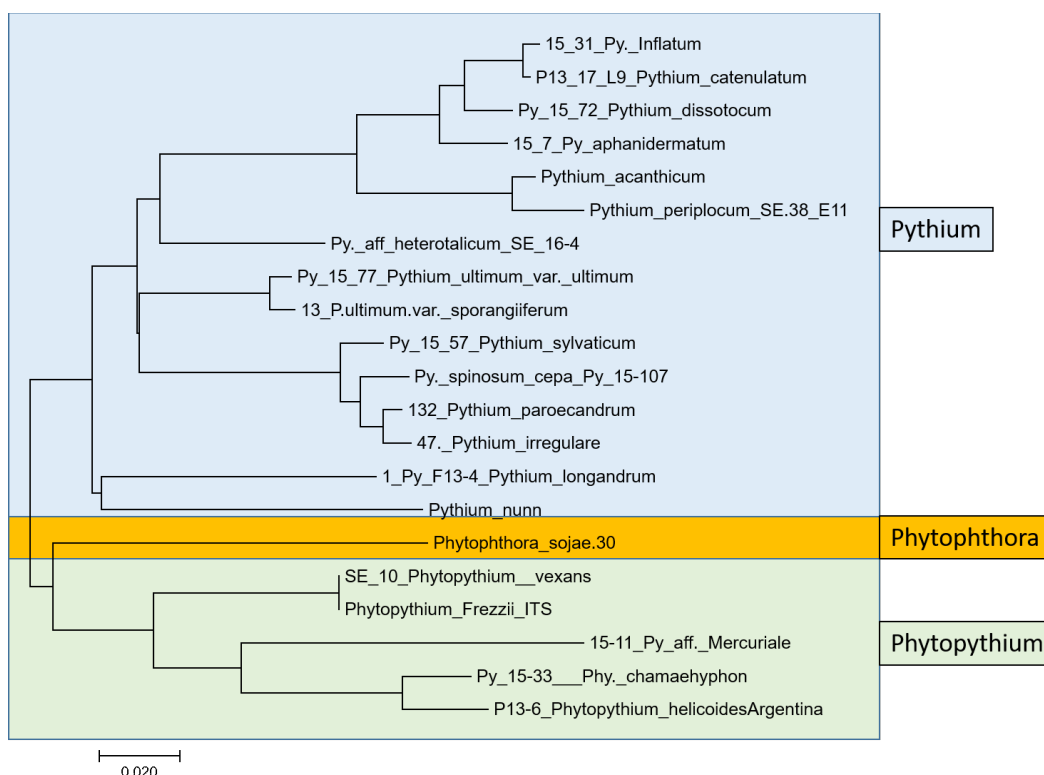 15_31_Py._Inflatum
P13_17_L9_Pythium_catenulatum
Py_15_72_Pythium_dissotocum
15_7_Py_aphanidermatum
Pythium_acanthicum
Pythium_periplocum_SE.38_E11
Pythium
Py._aff_heterotalicum_SE_16-4
Py_15_77_Pythium_ultimum_var._ultimum
13_P.ultimum.var._sporangiiferum
Py_15_57_Pythium_sylvaticum
Py._spinosum_cepa_Py_15-107
132_Pythium_paroecandrum
47._Pythium_irregulare
1_Py_F13-4_Pythium_longandrum
Pythium_nunn
Phytophthora_sojae.30
Phytophthora
SE_10_Phytopythium__vexans
Phytopythium_Frezzii_ITS
15-11_Py_aff._Mercuriale
Phytopythium
Py_15-33___Phy._chamaehyphon
P13-6_Phytopythium_helicoidesArgentina
0.020